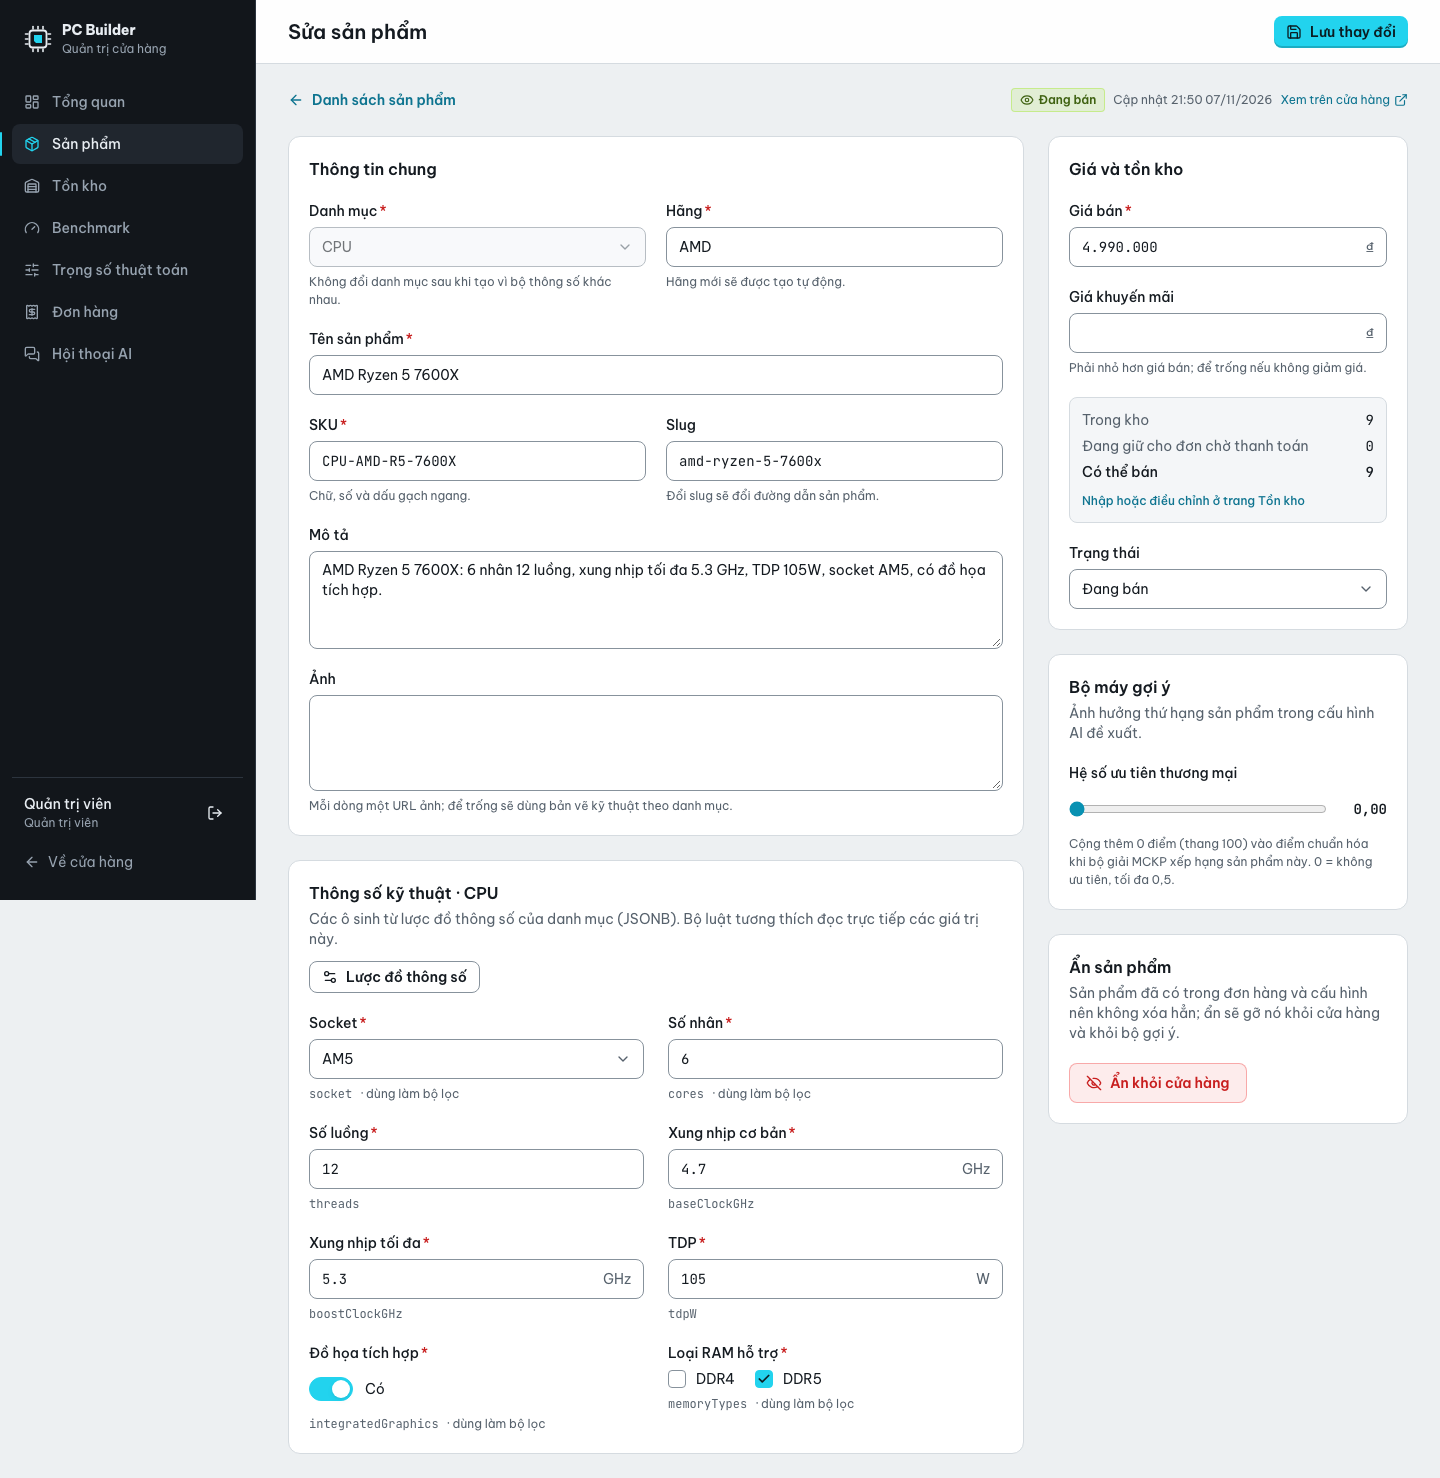 PC Builder
Quản trị cửa hàng
Tổng quan
Sản phẩm
Tồn kho
Benchmark
Trọng số thuật toán
Đơn hàng
Hội thoại AI
Quản trị viên
Quản trị viên
Về cửa hàng
Sửa sản phẩm
Lưu thay đổi
Danh sách sản phẩm
Đang bán
Cập nhật 21:50 07/11/2026
Xem trên cửa hàng
Thông tin chung
Danh mục *
CPU
Không đổi danh mục sau khi tạo vì bộ thông số khác
nhau.
Hãng *
AMD
Hãng mới sẽ được tạo tự động.
Tên sản phẩm *
AMD Ryzen 5 7600X
SKU *
CPU-AMD-R5-7600X
Chữ, số và dấu gạch ngang.
Slug
amd-ryzen-5-7600x
Đổi slug sẽ đổi đường dẫn sản phẩm.
Mô tả
AMD Ryzen 5 7600X: 6 nhân 12 luồng, xung nhịp tối đa 5.3 GHz, TDP 105W, socket AM5, có đồ họa
tích hợp.
Ảnh
Mỗi dòng một URL ảnh; để trống sẽ dùng bản vẽ kỹ thuật theo danh mục.
Thông số kỹ thuật · CPU
Các ô sinh từ lược đồ thông số của danh mục (JSONB). Bộ luật tương thích đọc trực tiếp các giá trị
này.
Lược đồ thông số
Socket *
AM5
socket · dùng làm bộ lọc
Số nhân *
6
cores · dùng làm bộ lọc
Số luồng *
12
threads
Xung nhịp cơ bản *
4.7 GHz
baseClockGHz
Xung nhịp tối đa *
5.3 GHz
boostClockGHz
TDP *
105 W
tdpW
Đồ họa tích hợp *
Có
integratedGraphics · dùng làm bộ lọc
Loại RAM hỗ trợ *
DDR4 DDR5
memoryTypes · dùng làm bộ lọc
Giá và tồn kho
Giá bán *
4.990.000 ₫
Giá khuyến mãi
₫
Phải nhỏ hơn giá bán; để trống nếu không giảm giá.
Trong kho 9
Đang giữ cho đơn chờ thanh toán 0
Có thể bán 9
Nhập hoặc điều chỉnh ở trang Tồn kho
Trạng thái
Đang bán
Bộ máy gợi ý
Ảnh hưởng thứ hạng sản phẩm trong cấu hình
AI đề xuất.
Hệ số ưu tiên thương mại
0,00
Cộng thêm 0 điểm (thang 100) vào điểm chuẩn hóa
khi bộ giải MCKP xếp hạng sản phẩm này. 0 = không
ưu tiên, tối đa 0,5.
Ẩn sản phẩm
Sản phẩm đã có trong đơn hàng và cấu hình
nên không xóa hẳn; ẩn sẽ gỡ nó khỏi cửa hàng
và khỏi bộ gợi ý.
Ẩn khỏi cửa hàng